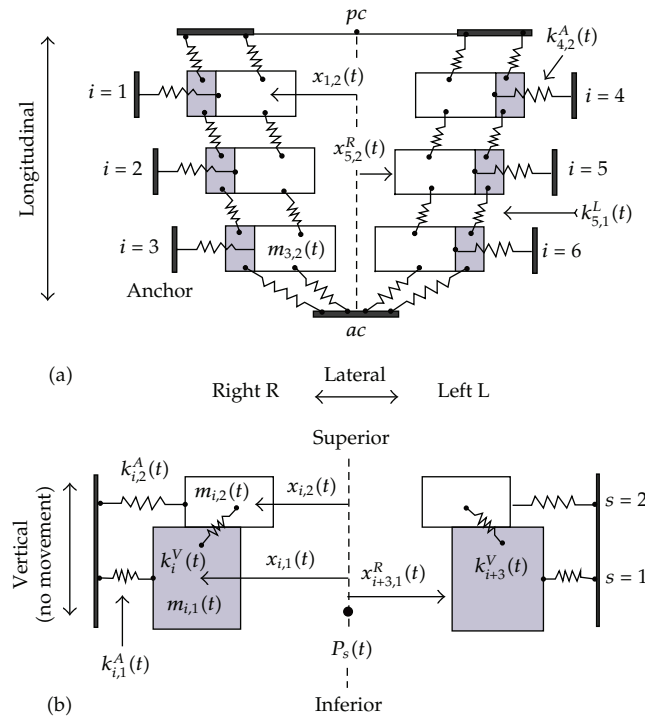 pc
k^A_{4,2}(t)
x_{1,2}(t)
i = 1
i = 4
Longitudinal
x^R_{5,2}(t)
i = 2
i = 5
k^L_{5,1}(t)
i = 3
m_{3,2}(t)
i = 6
Anchor
ac
(a)
Right R
Lateral
Left L
Superior
k^A_{i,2}(t)
m_{i,2}(t)
x_{i,2}(t)
s = 2
Vertical
(no movement)
k^V_i(t)
x_{i,1}(t)
x^R_{i+3,1}(t)
k^V_{i+3}(t)
s = 1
m_{i,1}(t)
k^A_{i,1}(t)
P_s(t)
(b)
Inferior